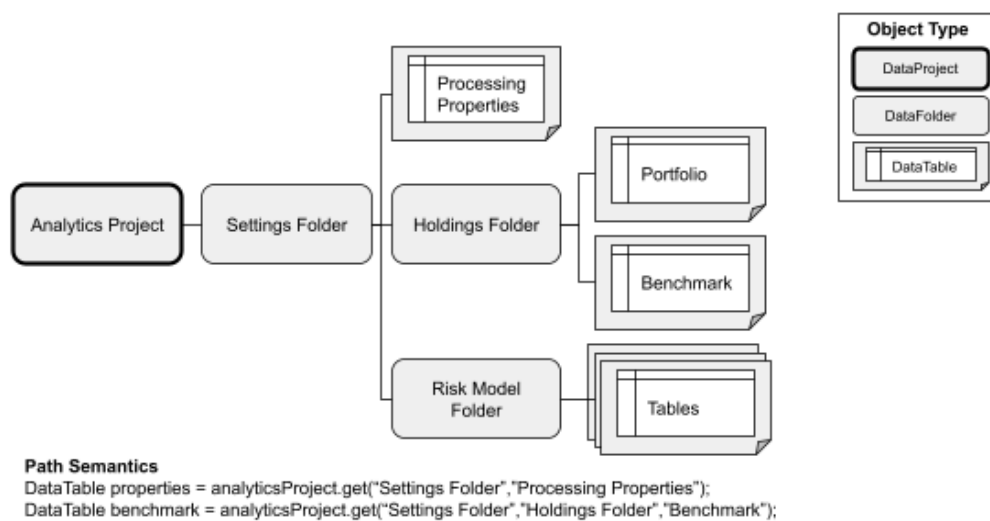 Object Type
DataProject
DataFolder
DataTable
Processing
Properties
Portfolio
Analytics Project
Settings Folder
Holdings Folder
Benchmark
Risk Model
Folder
Tables
Path Semantics
DataTable properties = analyticsProject.get(“Settings Folder”,”Processing Properties”);
DataTable benchmark = analyticsProject.get(“Settings Folder”,”Holdings Folder”,”Benchmark”);